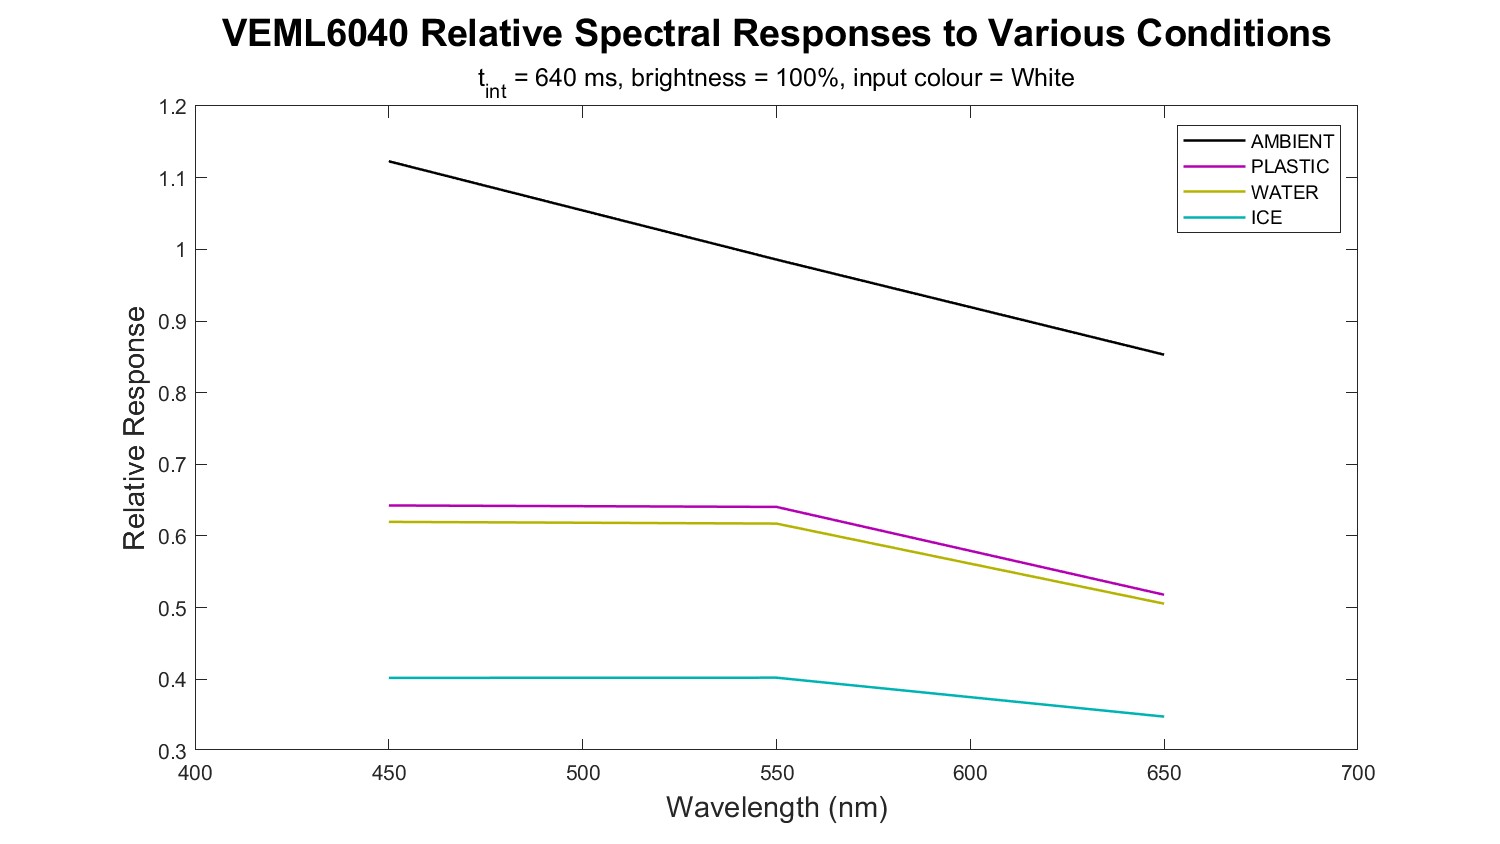 VEML6040 Relative Spectral Responses to Various Conditions
t_int = 640 ms, brightness = 100%, input colour = White
1.2
1.1
1
0.9
0.8
0.7
0.6
0.5
0.4
0.3
Relative Response
AMBIENT
PLASTIC
WATER
ICE
400 450 500 550 600 650 700
Wavelength (nm)